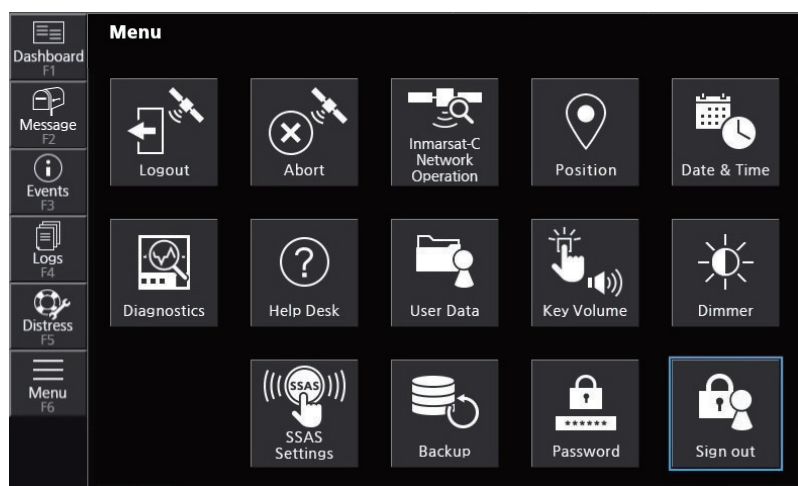 Menu
Dashboard
F1
Message
F2
Events
F3
Logs
F4
Distress
F5
Menu
F6
Logout
Abort
Inmarsat-C
Network
Operation
Position
Date & Time
Diagnostics
Help Desk
User Data
Key Volume
Dimmer
SSAS
SSAS
Settings
Backup
******
Password
Sign out